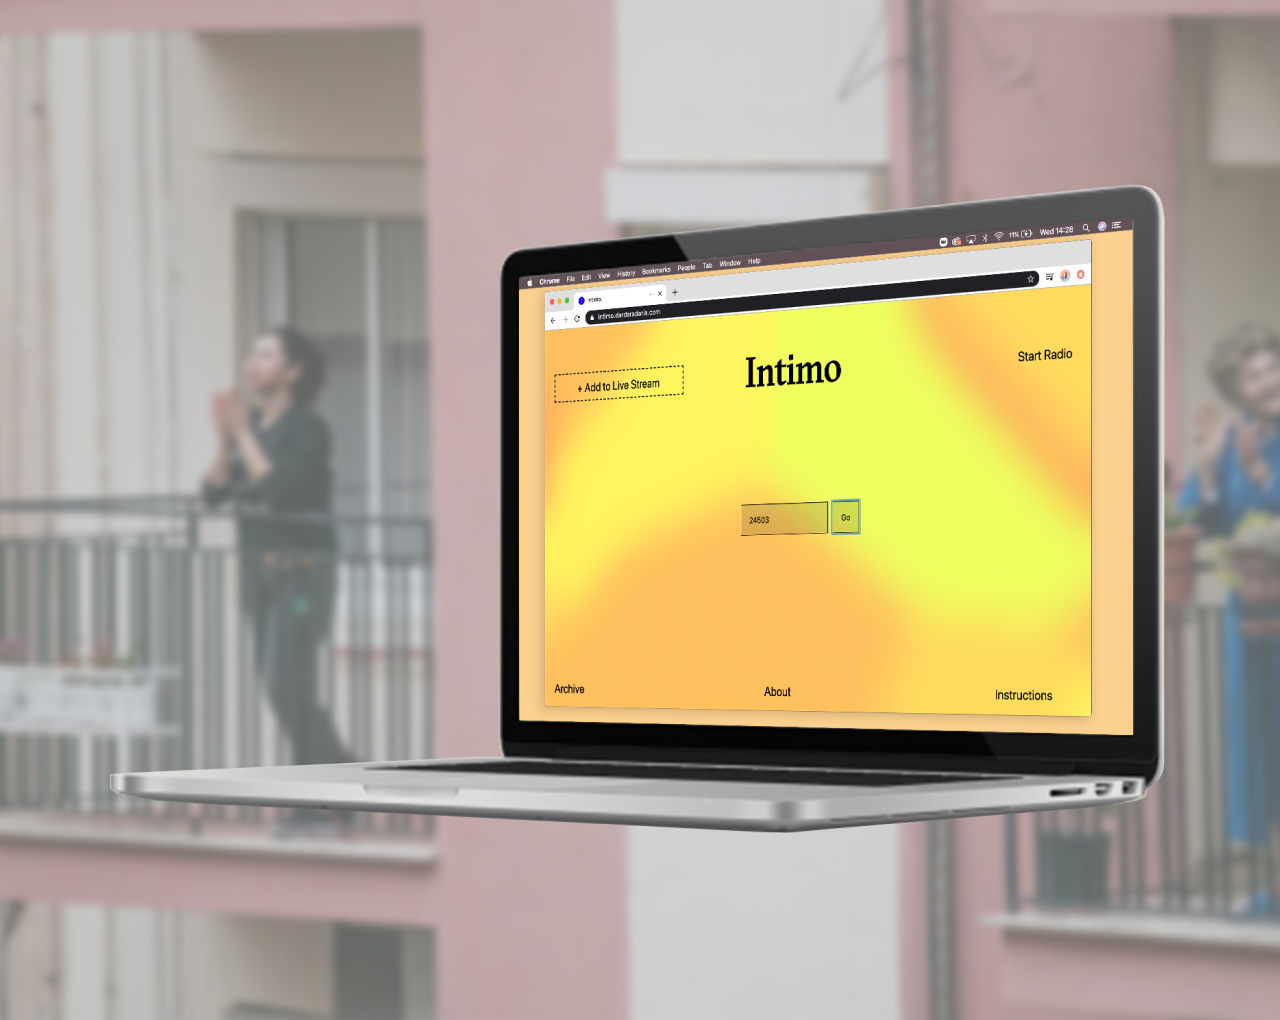 Chrome File Edit View History Bookmarks People Tab Window Help
11% Wed 14:28
Intimo.
intimo.dardaradaria.com
+ Add to Live Stream
Intimo
Start Radio
24503
Go
Archive
About
Instructions